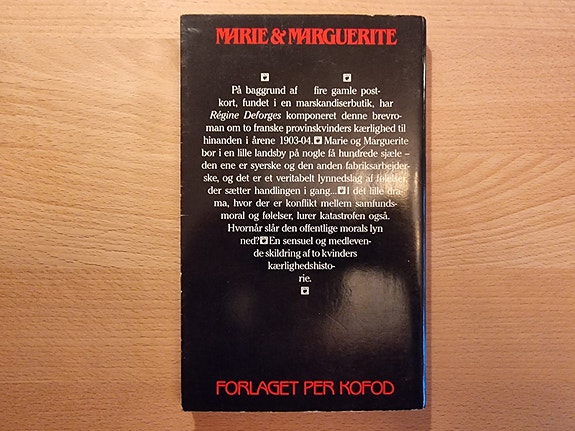 MARIE & MARGUERITE
På baggrund af fire gamle post-
kort, fundet i en marskandiserbutik, har
Régine Deforges komponeret denne brevro-
man om to franske provinskvinders kærlighed til
hinanden i årene 1903-04. Marie og Marguerite
bor i en lille landsby på nogle få hundrede sjæle –
den ene er syerske og den anden fabriksarbejder-
ske, og det er et veritabelt lynnedslag af følelser,
der sætter handlingen i gang... I det lille dra-
ma, hvor der er konflikt mellem samfunds-
moral og følelser, lurer katastrofen også.
Hvornår slår den offentlige morals lyn
ned? En sensuel og medleven-
de skildring af to kvinders
kærlighedshisto-
rie.
FORLAGET PER KOFOD